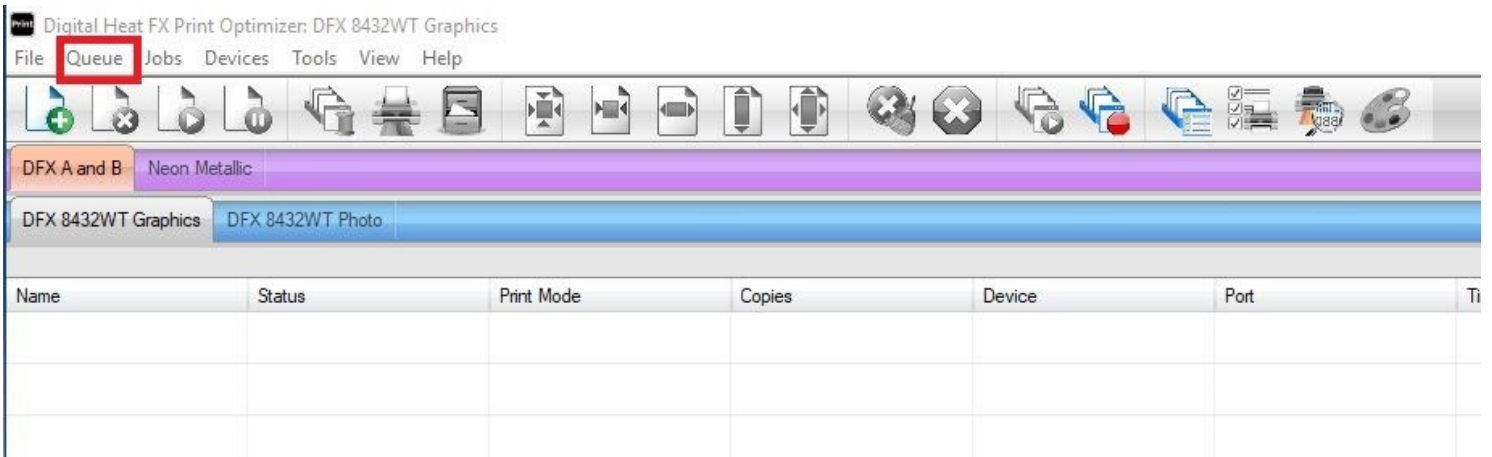 Print Digital Heat FX Print Optimizer: DFX 8432WT Graphics
File Queue Jobs Devices Tools View Help
DFX A and B Neon Metallic
DFX 8432WT Graphics DFX 8432WT Photo
Name Status Print Mode Copies Device Port